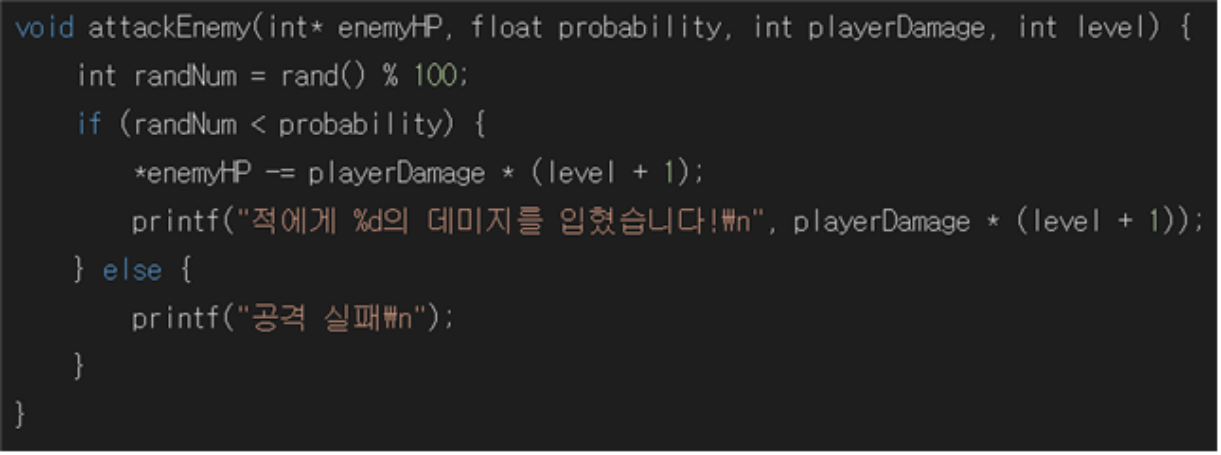 void attackEnemy(int* enemyHP, float probability, int playerDamage, int level) {
    int randNum = rand() % 100;
    if (randNum < probability) {
        *enemyHP -= playerDamage * (level + 1);
        printf("적에게 %d의 데미지를 입혔습니다!₩n", playerDamage * (level + 1));
    } else {
        printf("공격 실패₩n");
    }
}